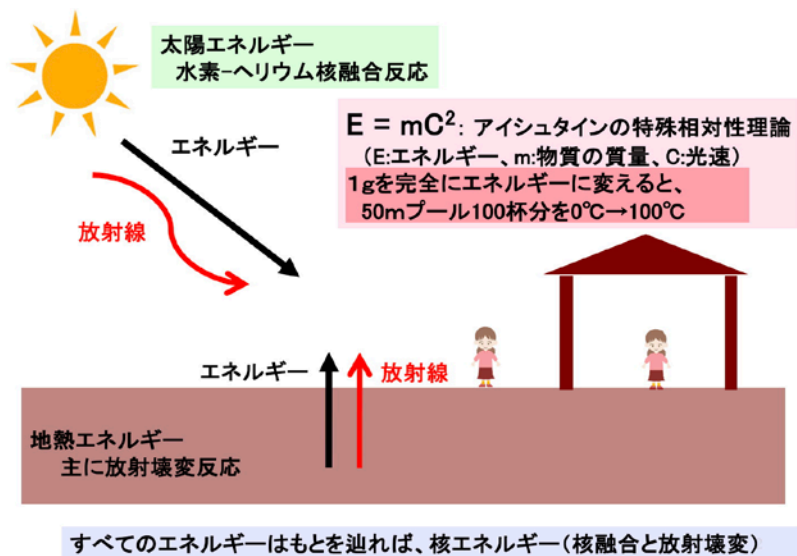 太陽エネルギー
水素-ヘリウム核融合反応
E = mC²: アイシュタインの特殊相対性理論
(E:エネルギー、m:物質の質量、C:光速)
1gを完全にエネルギーに変えると、
50mプール100杯分を0℃→100℃
エネルギー
放射線
エネルギー
放射線
地熱エネルギー
主に放射壊変反応
すべてのエネルギーはもとを辿れば、核エネルギー(核融合と放射壊変)